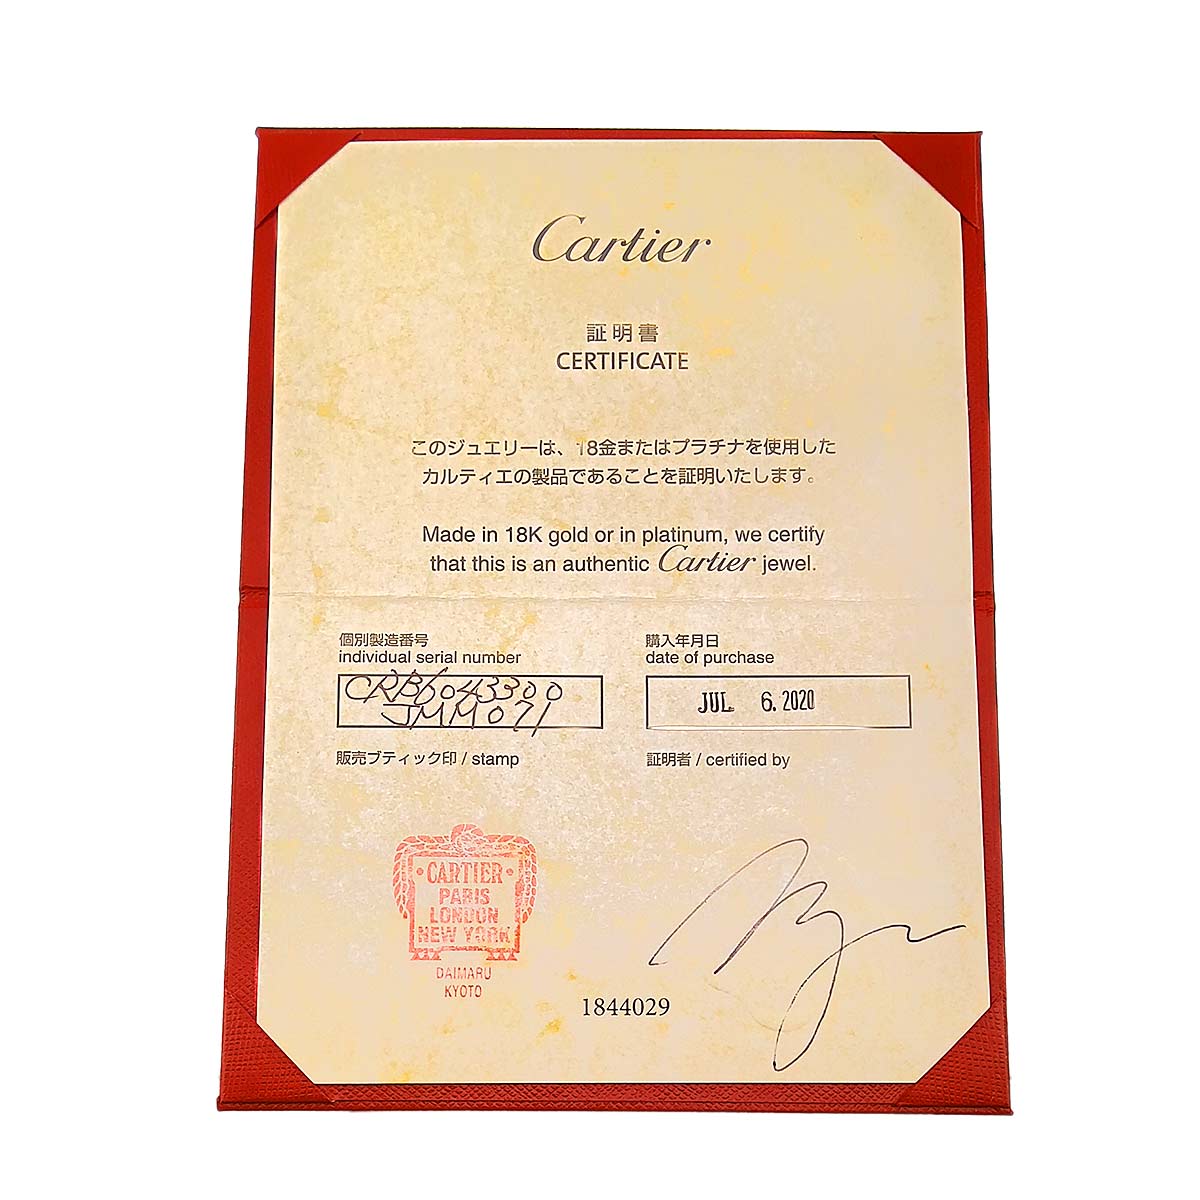 Cartier
証明書
CERTIFICATE
このジュエリーは、18金またはプラチナを使用した
カルティエの製品であることを証明いたします。
Made in 18K gold or in platinum, we certify
that this is an authentic Cartier jewel.
個別製造番号
individual serial number
CRB6043300
JMM071
購入年月日
date of purchase
JUL. 6. 2020
販売ブティック印 / stamp
証明者 / certified by
CARTIER
PARIS
LONDON
NEW YORK
DAIMARU
KYOTO
1844029